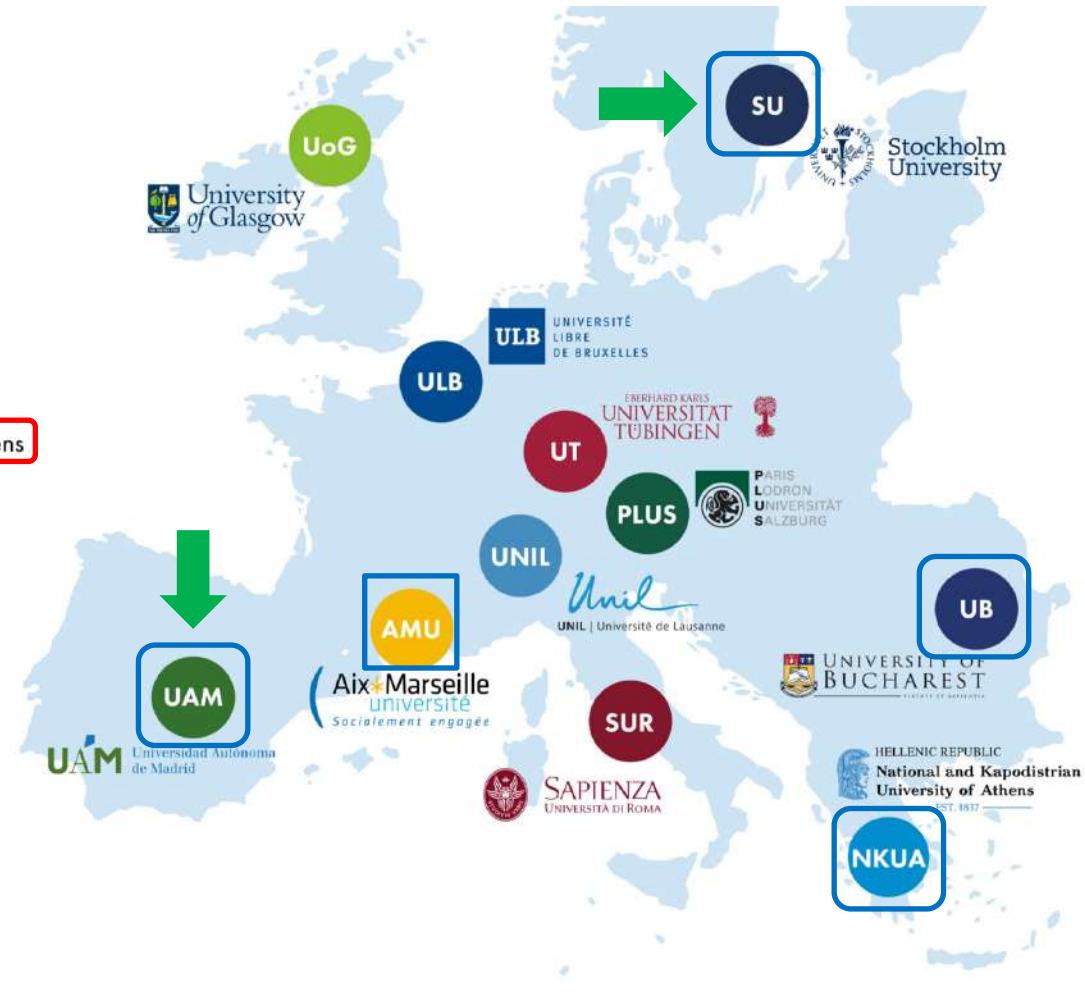 SU
Stockholm
University
UoG
University
of Glasgow
ULB
UNIVERSITÉ
LIBRE
DE BRUXELLES
ULB
EBERHARD KARLS
UNIVERSITÄT
TÜBINGEN
UT
ens
PLUS
PARIS
LODRON
UNIVERSITÄT
SALZBURG
UNIL
Unil
UNIL | Université de Lausanne
UB
UNIVERSITY OF
BUCHAREST
AMU
Aix*Marseille
université
Socialement engagée
UAM
UAM
Universidad Autónoma
de Madrid
SUR
SAPIENZA
UNIVERSITÀ DI ROMA
HELLENIC REPUBLIC
National and Kapodistrian
University of Athens
EST. 1837
NKUA